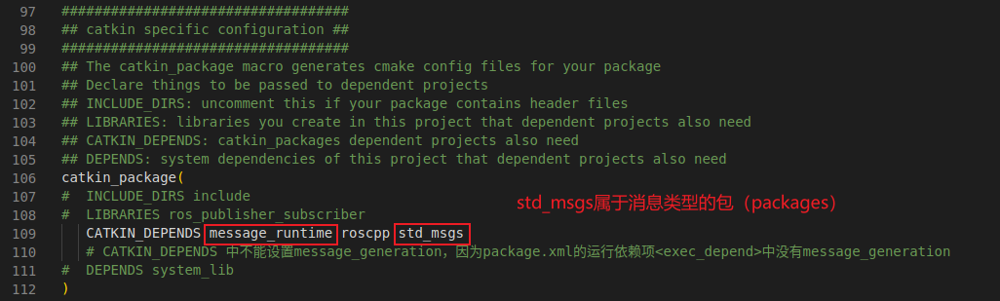 97 ###################################
98 ## catkin specific configuration ##
99 ###################################
100 ## The catkin_package macro generates cmake config files for your package
101 ## Declare things to be passed to dependent projects
102 ## INCLUDE_DIRS: uncomment this if your package contains header files
103 ## LIBRARIES: libraries you create in this project that dependent projects also need
104 ## CATKIN_DEPENDS: catkin_packages dependent projects also need
105 ## DEPENDS: system dependencies of this project that dependent projects also need
106 catkin_package(
107 #  INCLUDE_DIRS include
108 #  LIBRARIES ros_publisher_subscriber
std_msgs属于消息类型的包（packages）
109    CATKIN_DEPENDS message_runtime roscpp std_msgs
110    # CATKIN_DEPENDS 中不能设置message_generation，因为package.xml的运行依赖项<exec_depend>中没有message_generation
111 #  DEPENDS system_lib
112 )